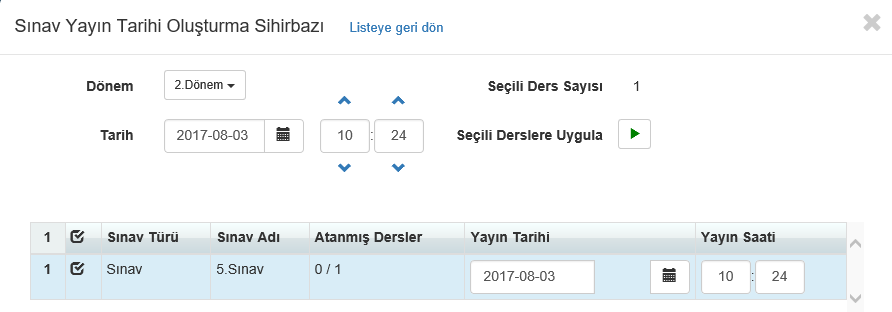 Sınav Yayın Tarihi Oluşturma Sihirbazı Listeye geri dön
Dönem 2.Dönem Seçili Ders Sayısı 1
Tarih 2017-08-03 10 : 24 Seçili Derslere Uygula
1 Sınav Türü Sınav Adı Atanmış Dersler Yayın Tarihi Yayın Saati
1 Sınav 5.Sınav 0 / 1 2017-08-03 10 : 24